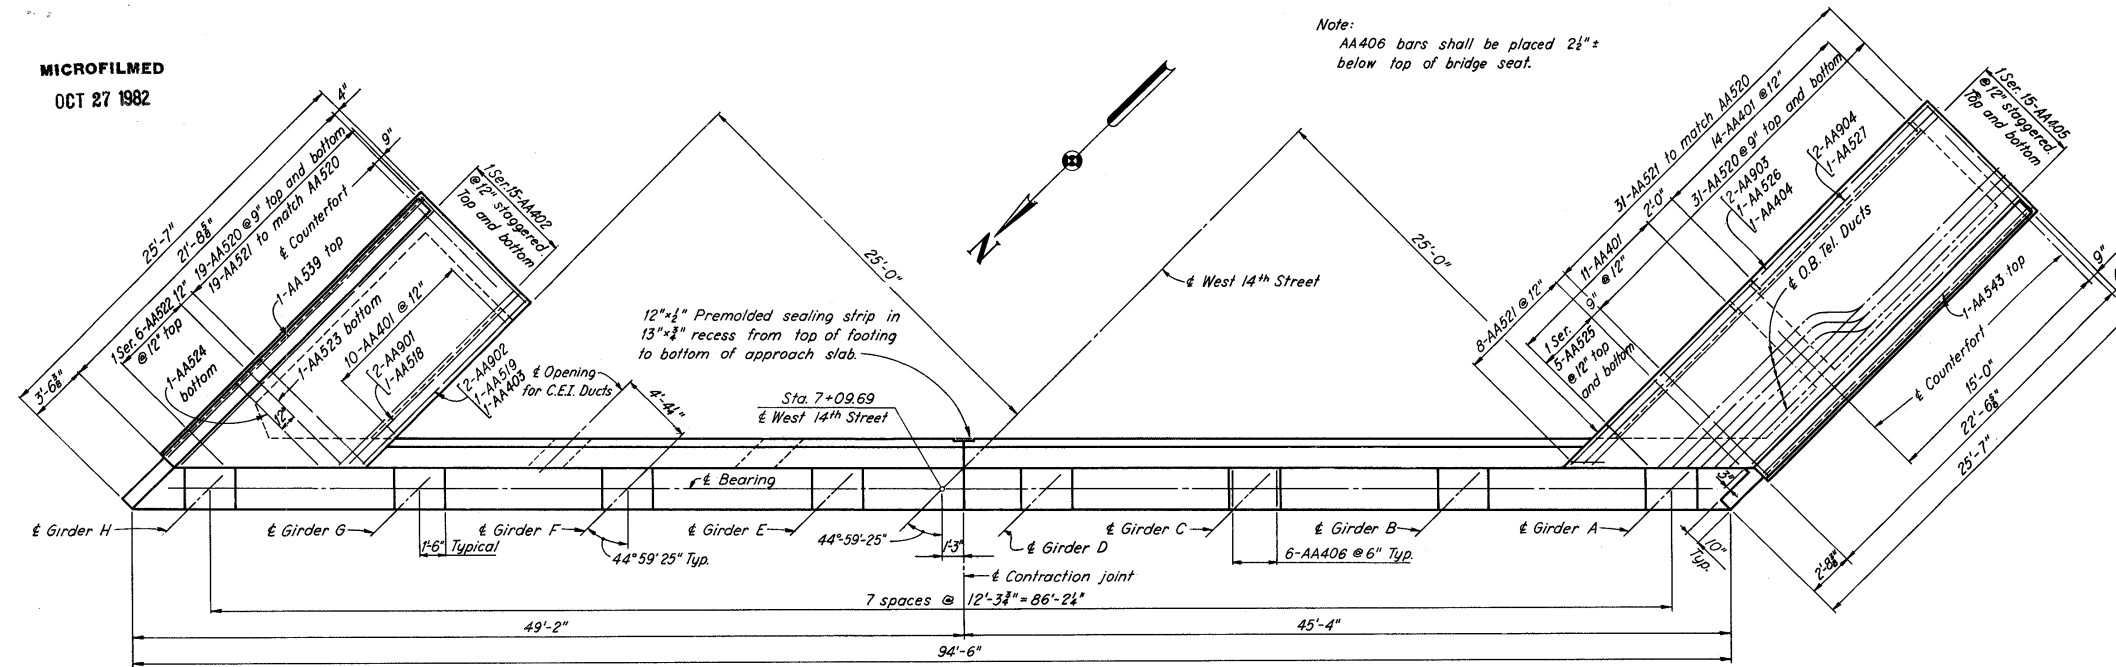 MICROFILMED
OCT 27 1982
Note:
AA406 bars shall be placed 2½"±
below top of bridge seat.
N
25'-7"
21'-8⅝"
3'-6⅜"
4"
9"
19-AA520 @ 9" top and bottom
19-AA521 to match AA520
℄ Counterfort
1-AA539 top
1 Ser. 6-AA522 12"
@ 12" top
1-AA524
bottom
1-AA523 bottom
12"
10-AA401 @ 12"
2-AA901
1-AA518
2-AA902
1-AA519
1-AA403
1 Ser. 15-AA402
@ 12" staggered.
Top and bottom
℄ Opening
for C.E.I. Ducts
4'-4¼"
25'-0"
12"×½" Premolded sealing strip in
13"×¾" recess from top of footing
to bottom of approach slab.
Sta. 7+09.69
℄ West 14th Street
℄ West 14th Street
25'-0"
31-AA521 to match AA520
14-AA401 @ 12"
2'-0"
31-AA520 @ 9" top and bottom
11-AA401
@ 12"
9"
8-AA521 @ 12"
1 Ser.
5-AA525
@ 12" top
and bottom
2-AA903
1-AA526
1-AA404
2-AA904
1-AA527
1 Ser. 15-AA405
@ 12" staggered.
Top and bottom
℄ O.B. Tel. Ducts
1-AA543 top
℄ Counterfort
9"
15'-0"
22'-6⅝"
25'-7"
2'-8⅜"
3"
10"
Typ.
℄ Bearing
℄ Girder H
℄ Girder G
℄ Girder F
℄ Girder E
℄ Girder D
℄ Girder C
℄ Girder B
℄ Girder A
1'-6" Typical
44°59'25" Typ.
44°-59'-25"
1'-3"
6-AA406 @ 6" Typ.
℄ Contraction joint
7 spaces @ 12'-3¾" = 86'-2¼"
49'-2"
45'-4"
94'-6"